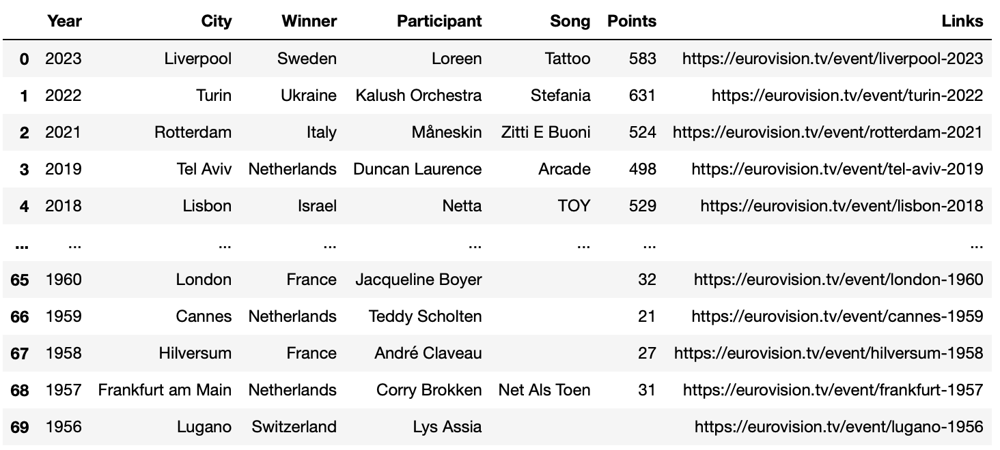 Year City Winner Participant Song Points Links
0 2023 Liverpool Sweden Loreen Tattoo 583 https://eurovision.tv/event/liverpool-2023
1 2022 Turin Ukraine Kalush Orchestra Stefania 631 https://eurovision.tv/event/turin-2022
2 2021 Rotterdam Italy Måneskin Zitti E Buoni 524 https://eurovision.tv/event/rotterdam-2021
3 2019 Tel Aviv Netherlands Duncan Laurence Arcade 498 https://eurovision.tv/event/tel-aviv-2019
4 2018 Lisbon Israel Netta TOY 529 https://eurovision.tv/event/lisbon-2018
... ... ... ... ... ... ... ...
65 1960 London France Jacqueline Boyer 32 https://eurovision.tv/event/london-1960
66 1959 Cannes Netherlands Teddy Scholten 21 https://eurovision.tv/event/cannes-1959
67 1958 Hilversum France André Claveau 27 https://eurovision.tv/event/hilversum-1958
68 1957 Frankfurt am Main Netherlands Corry Brokken Net Als Toen 31 https://eurovision.tv/event/frankfurt-1957
69 1956 Lugano Switzerland Lys Assia https://eurovision.tv/event/lugano-1956